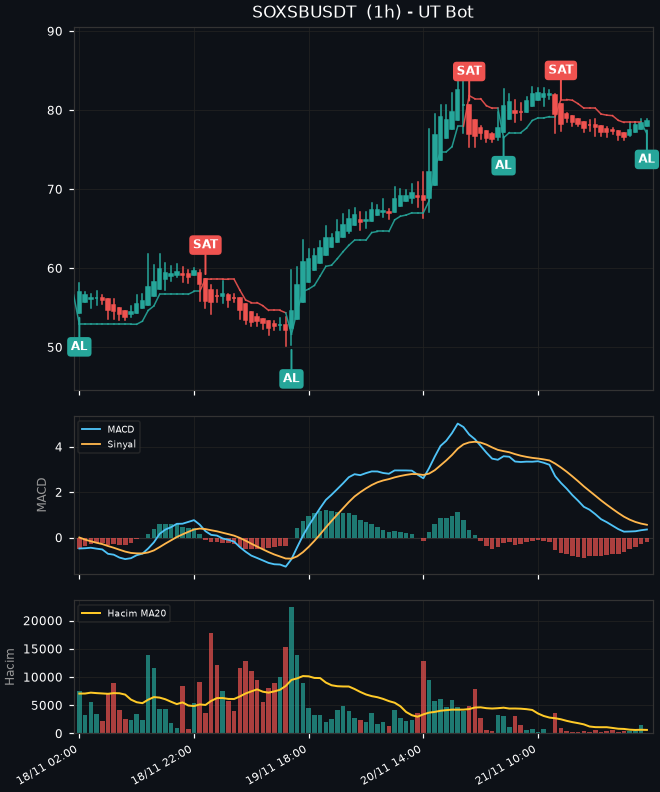 SOXSBUSDT  (1h) - UT Bot
90
80
70
60
50
SAT
SAT
SAT
AL
AL
AL
AL
MACD
Sinyal
MACD
4
2
0
Hacim MA20
Hacim
20000
15000
10000
5000
0
18/11 02:00
18/11 22:00
19/11 18:00
20/11 14:00
21/11 10:00